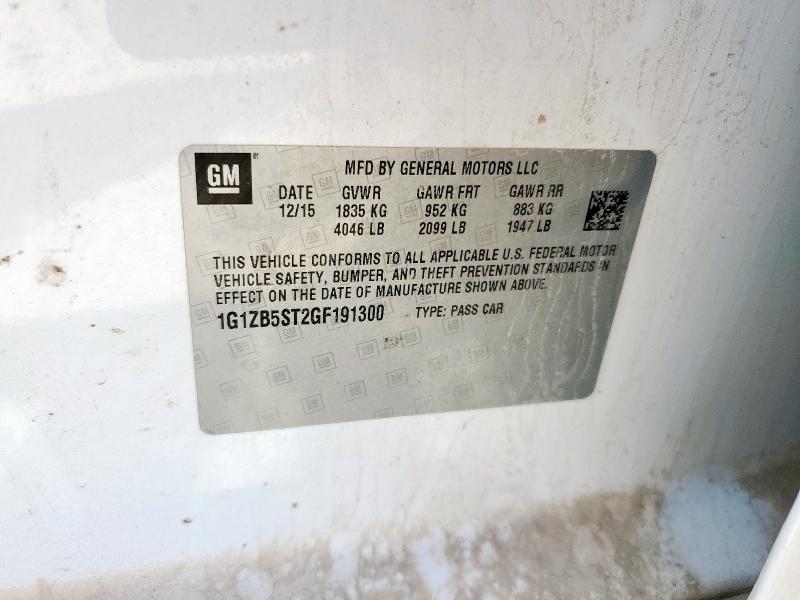 GM
MFD BY GENERAL MOTORS LLC
DATE GVWR GAWR FRT GAWR RR
12/15 1835 KG 952 KG 883 KG
4046 LB 2099 LB 1947 LB
THIS VEHICLE CONFORMS TO ALL APPLICABLE U.S. FEDERAL MOTOR
VEHICLE SAFETY, BUMPER, AND THEFT PREVENTION STANDARDS IN
EFFECT ON THE DATE OF MANUFACTURE SHOWN ABOVE.
1G1ZB5ST2GF191300 TYPE: PASS CAR